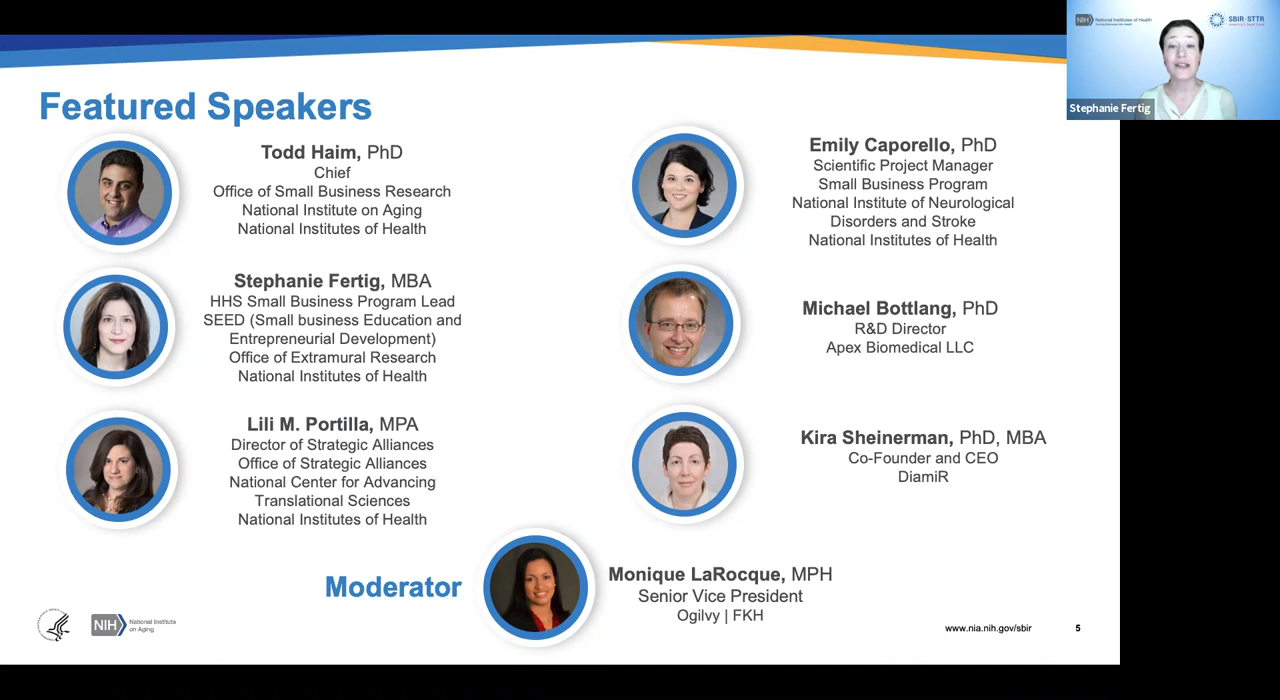 Featured Speakers
Todd Haim, PhD
Chief
Office of Small Business Research
National Institute on Aging
National Institutes of Health
Stephanie Fertig, MBA
HHS Small Business Program Lead
SEED (Small business Education and
Entrepreneurial Development)
Office of Extramural Research
National Institutes of Health
Lili M. Portilla, MPA
Director of Strategic Alliances
Office of Strategic Alliances
National Center for Advancing
Translational Sciences
National Institutes of Health
Emily Caporello, PhD
Scientific Project Manager
Small Business Program
National Institute of Neurological
Disorders and Stroke
National Institutes of Health
Michael Bottlang, PhD
R&D Director
Apex Biomedical LLC
Kira Sheinerman, PhD, MBA
Co-Founder and CEO
DiamiR
Moderator
Monique LaRocque, MPH
Senior Vice President
Ogilvy | FKH
NIH
National Institute
on Aging
www.nia.nih.gov/sbir
5
NIH
National Institutes of Health
SBIR·STTR
Stephanie Fertig